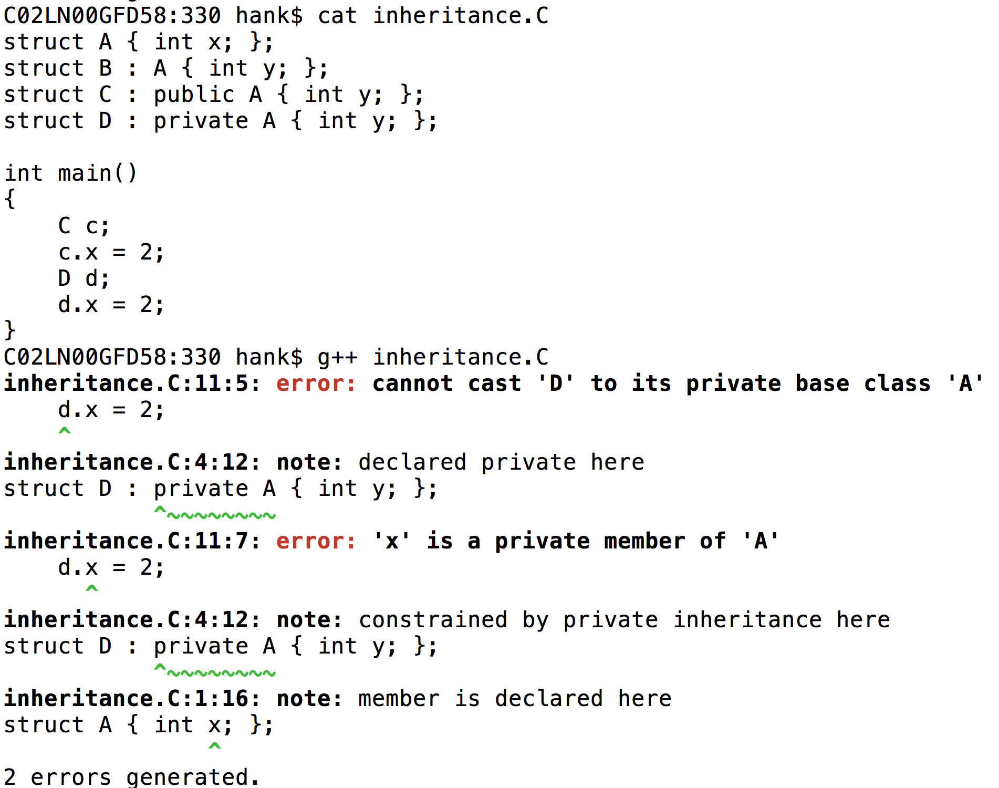 C02LN00GFD58:330 hank$ cat inheritance.C
struct A { int x; };
struct B : A { int y; };
struct C : public A { int y; };
struct D : private A { int y; };

int main()
{
    C c;
    c.x = 2;
    D d;
    d.x = 2;
}
C02LN00GFD58:330 hank$ g++ inheritance.C
inheritance.C:11:5: error: cannot cast 'D' to its private base class 'A'
    d.x = 2;
    ^
inheritance.C:4:12: note: declared private here
struct D : private A { int y; };
           ^~~~~~~~~
inheritance.C:11:7: error: 'x' is a private member of 'A'
    d.x = 2;
      ^
inheritance.C:4:12: note: constrained by private inheritance here
struct D : private A { int y; };
           ^~~~~~~~~
inheritance.C:1:16: note: member is declared here
struct A { int x; };
               ^
2 errors generated.